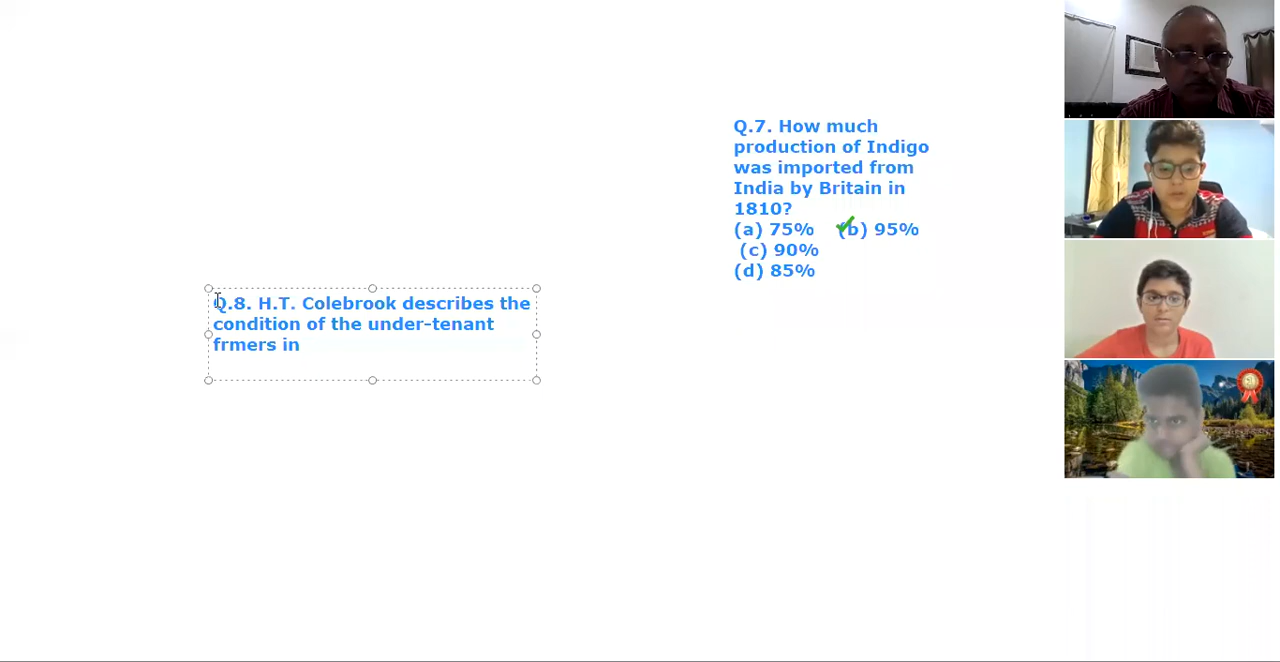 Q.7. How much
production of Indigo
was imported from
India by Britain in
1810?
(a) 75% (b) 95%
(c) 90%
(d) 85%
Q.8. H.T. Colebrook describes the
condition of the under-tenant
frmers in